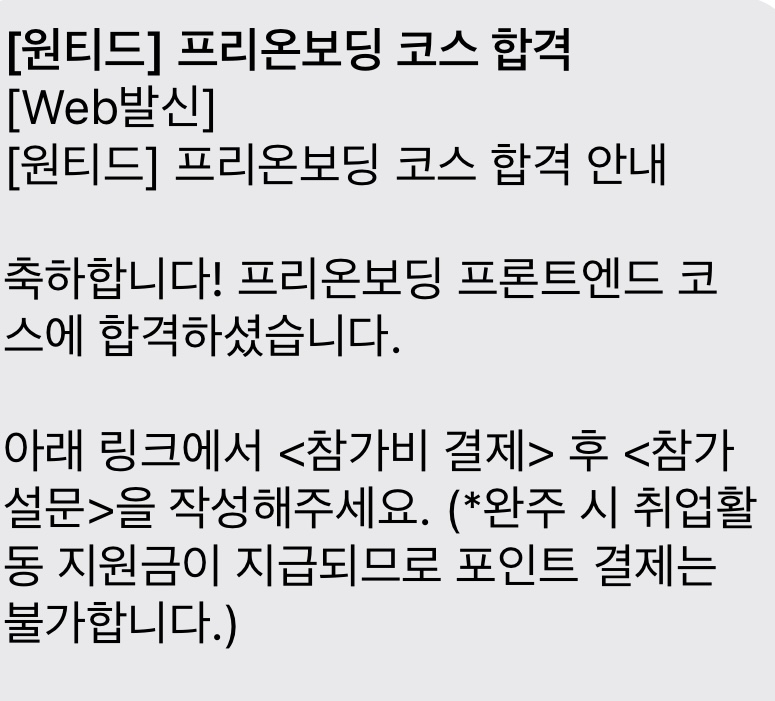 [원티드] 프리온보딩 코스 합격
[Web발신]
[원티드] 프리온보딩 코스 합격 안내
축하합니다! 프리온보딩 프론트엔드 코
스에 합격하셨습니다.
아래 링크에서 <참가비 결제> 후 <참가
설문>을 작성해주세요. (*완주 시 취업활
동 지원금이 지급되므로 포인트 결제는
불가합니다.)